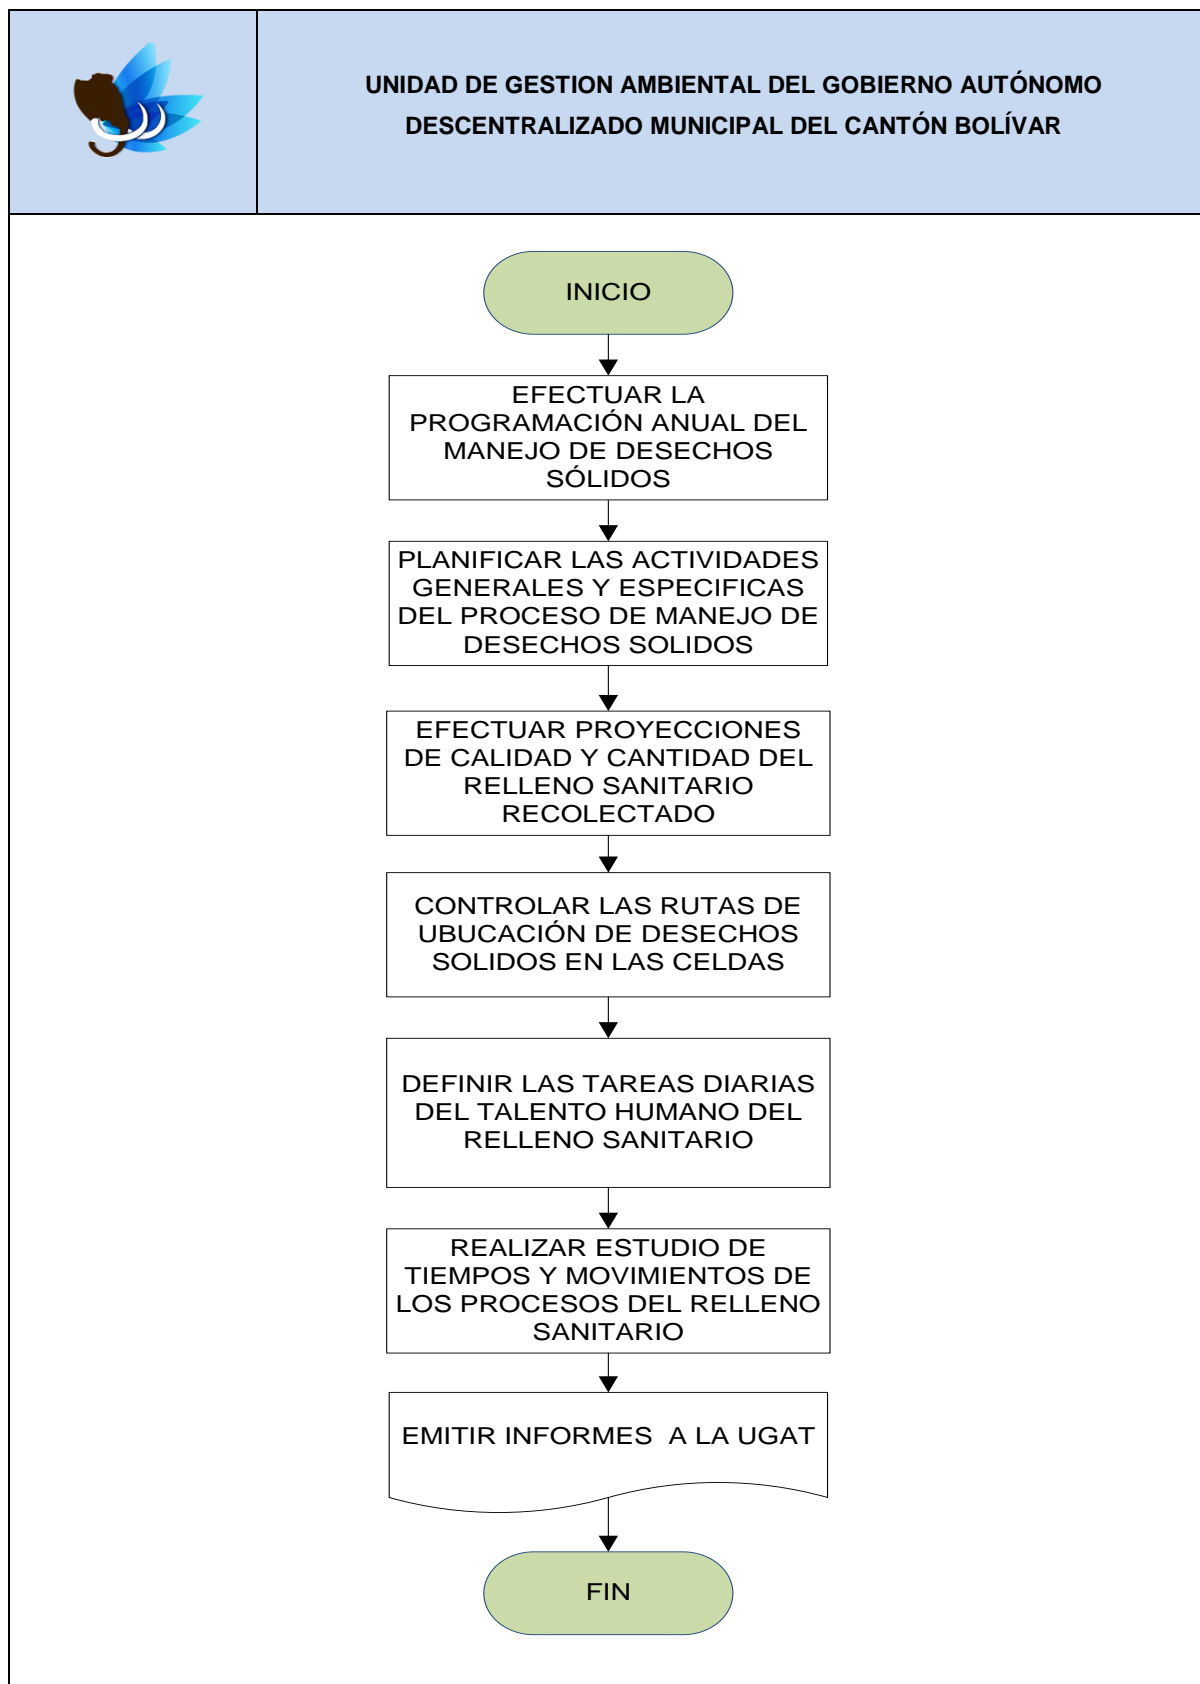 UNIDAD DE GESTION AMBIENTAL DEL GOBIERNO AUTÓNOMO
DESCENTRALIZADO MUNICIPAL DEL CANTÓN BOLÍVAR
INICIO
EFECTUAR LA
PROGRAMACIÓN ANUAL DEL
MANEJO DE DESECHOS
SÓLIDOS
PLANIFICAR LAS ACTIVIDADES
GENERALES Y ESPECIFICAS
DEL PROCESO DE MANEJO DE
DESECHOS SOLIDOS
EFECTUAR PROYECCIONES
DE CALIDAD Y CANTIDAD DEL
RELLENO SANITARIO
RECOLECTADO
CONTROLAR LAS RUTAS DE
UBUCACIÓN DE DESECHOS
SOLIDOS EN LAS CELDAS
DEFINIR LAS TAREAS DIARIAS
DEL TALENTO HUMANO DEL
RELLENO SANITARIO
REALIZAR ESTUDIO DE
TIEMPOS Y MOVIMIENTOS DE
LOS PROCESOS DEL RELLENO
SANITARIO
EMITIR INFORMES  A LA UGAT
FIN